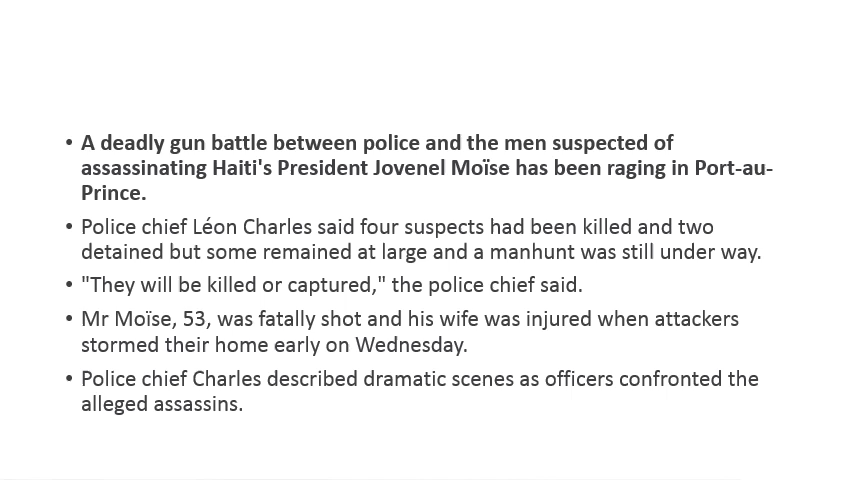 • A deadly gun battle between police and the men suspected of
assassinating Haiti's President Jovenel Moïse has been raging in Port-au-
Prince.
• Police chief Léon Charles said four suspects had been killed and two
detained but some remained at large and a manhunt was still under way.
• "They will be killed or captured," the police chief said.
• Mr Moïse, 53, was fatally shot and his wife was injured when attackers
stormed their home early on Wednesday.
• Police chief Charles described dramatic scenes as officers confronted the
alleged assassins.